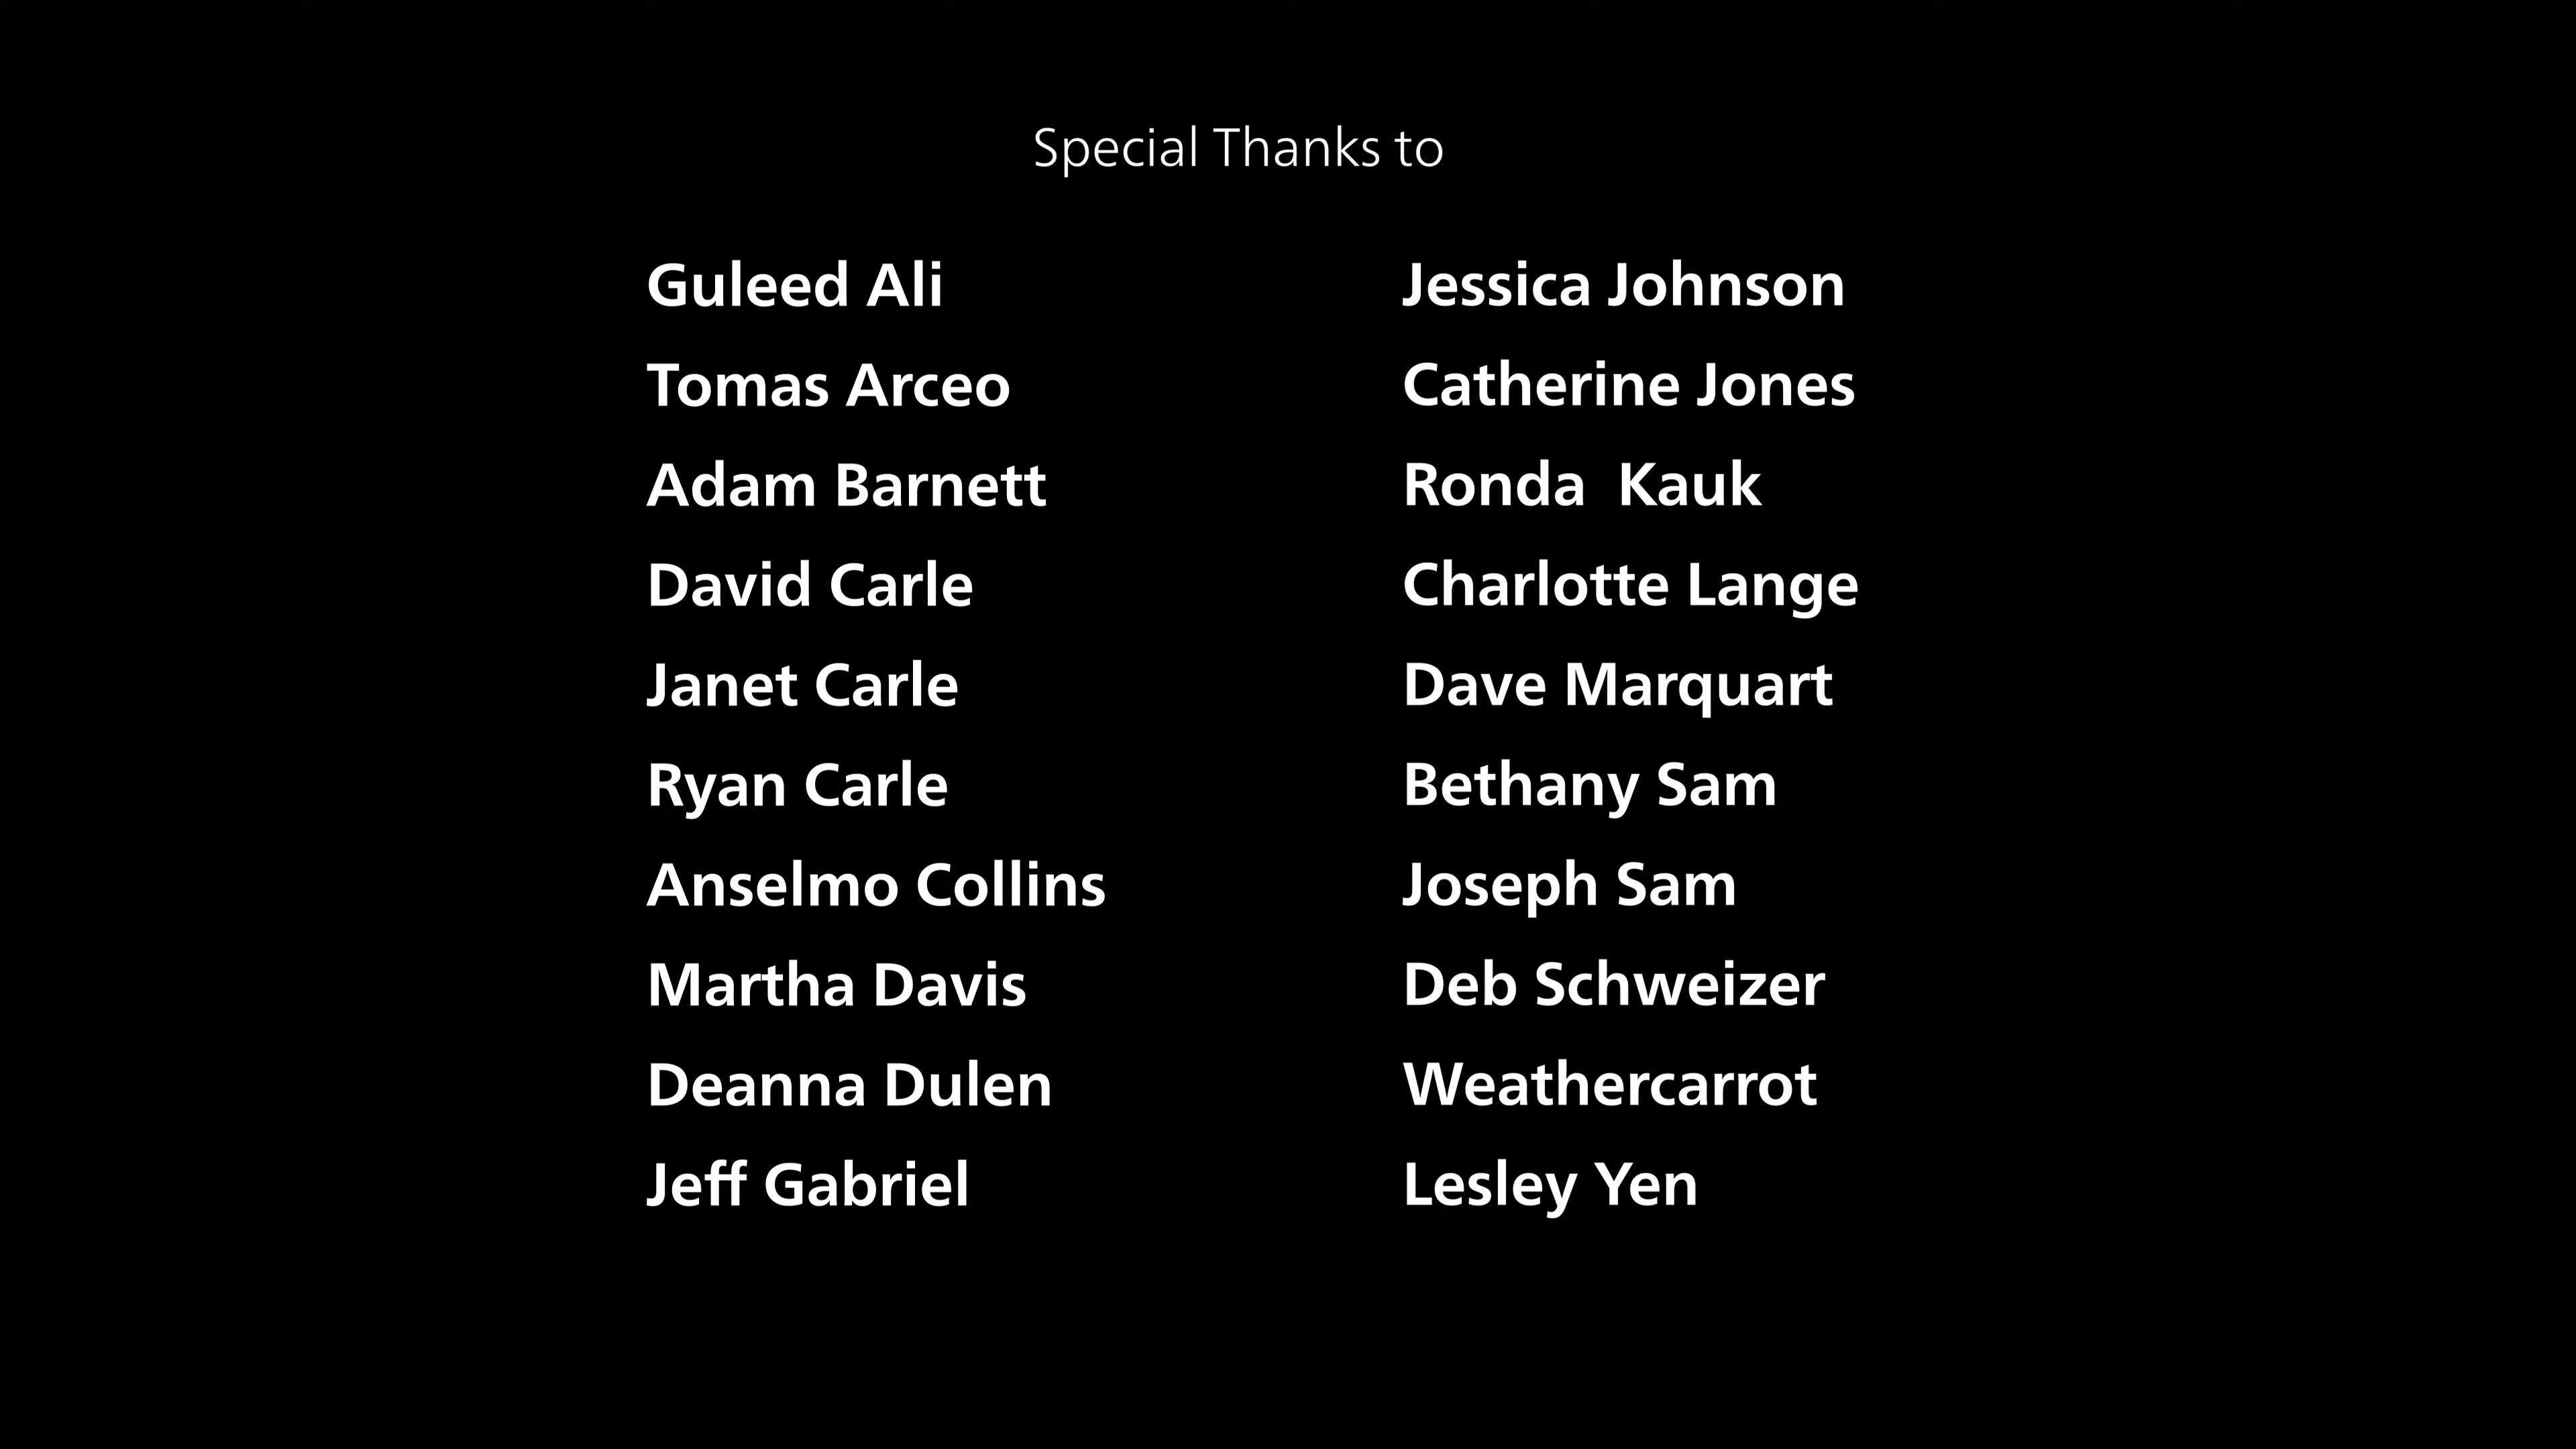 Special Thanks to
Guleed Ali
Tomas Arceo
Adam Barnett
David Carle
Janet Carle
Ryan Carle
Anselmo Collins
Martha Davis
Deanna Dulen
Jeff Gabriel
Jessica Johnson
Catherine Jones
Ronda  Kauk
Charlotte Lange
Dave Marquart
Bethany Sam
Joseph Sam
Deb Schweizer
Weathercarrot
Lesley Yen